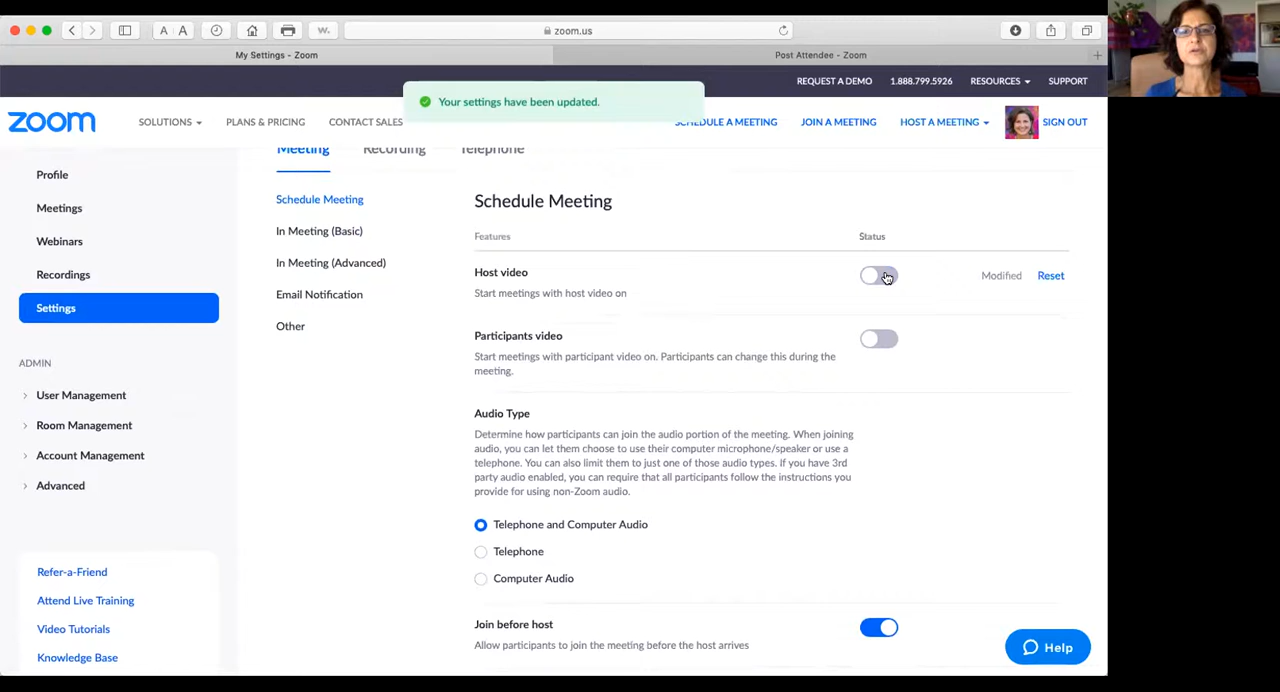 A A
W.
zoom.us
My Settings - Zoom
Post Attendee - Zoom
REQUEST A DEMO
1.888.799.5926
RESOURCES
SUPPORT
Your settings have been updated.
zoom
SOLUTIONS
PLANS & PRICING
CONTACT SALES
SCHEDULE A MEETING
JOIN A MEETING
HOST A MEETING
SIGN OUT
Meeting
Recording
Telephone
Profile
Meetings
Webinars
Recordings
Settings
ADMIN
User Management
Room Management
Account Management
Advanced
Refer-a-Friend
Attend Live Training
Video Tutorials
Knowledge Base
Schedule Meeting
In Meeting (Basic)
In Meeting (Advanced)
Email Notification
Other
Schedule Meeting
Features
Status
Host video
Start meetings with host video on
Modified
Reset
Participants video
Start meetings with participant video on. Participants can change this during the
meeting.
Audio Type
Determine how participants can join the audio portion of the meeting. When joining
audio, you can let them choose to use their computer microphone/speaker or use a
telephone. You can also limit them to just one of those audio types. If you have 3rd
party audio enabled, you can require that all participants follow the instructions you
provide for using non-Zoom audio.
Telephone and Computer Audio
Telephone
Computer Audio
Join before host
Allow participants to join the meeting before the host arrives
Help